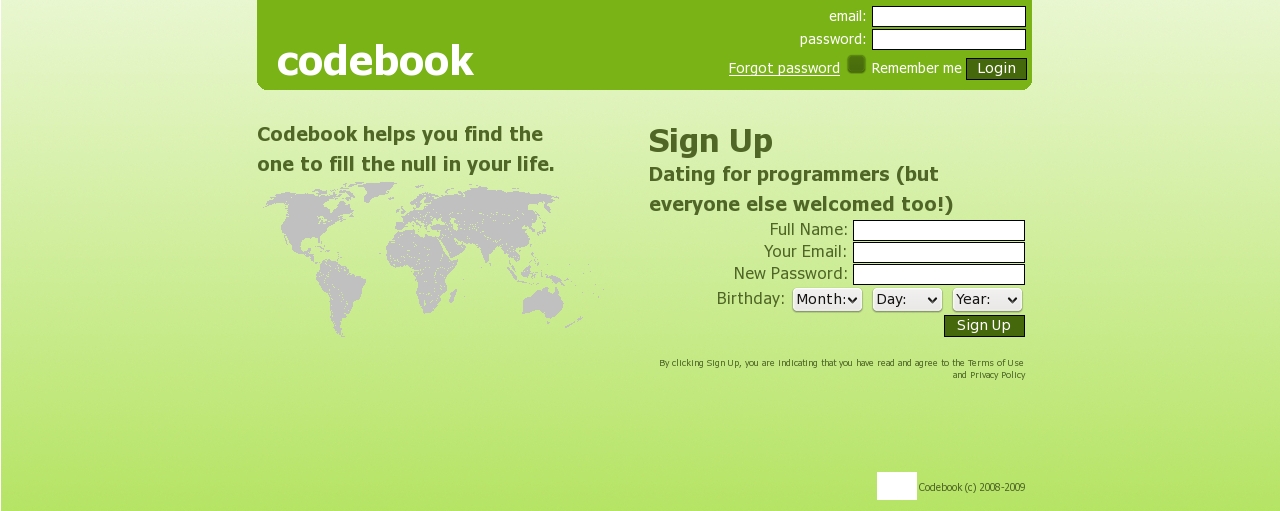 email:
password:
codebook
Forgot password Remember me Login
Codebook helps you find the
one to fill the null in your life.
Sign Up
Dating for programmers (but
everyone else welcomed too!)
Full Name:
Your Email:
New Password:
Birthday: Month: Day: Year:
Sign Up
By clicking Sign Up, you are indicating that you have read and agree to the Terms of Use
and Privacy Policy
Codebook (c) 2008-2009